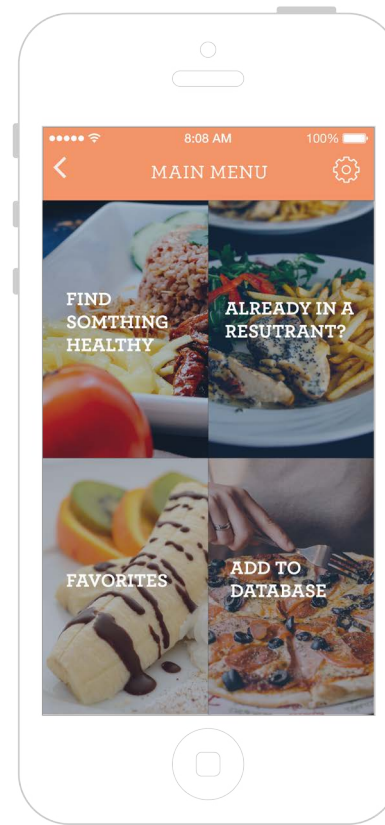 8:08 AM
100%
MAIN MENU
FIND
SOMTHING
HEALTHY
ALREADY IN A
RESUTRANT?
FAVORITES
ADD TO
DATABASE